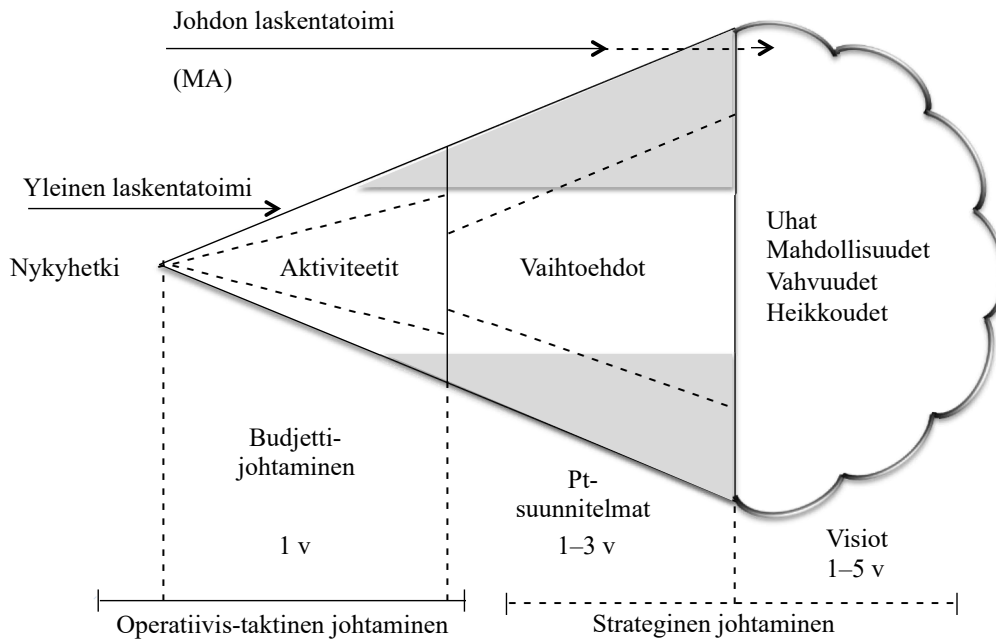 Johdon laskentatoimi
(MA)
Yleinen laskentatoimi
Nykyhetki
Aktiviteetit
Vaihtoehdot
Uhat
Mahdollisuudet
Vahvuudet
Heikkoudet
Budjetti-
johtaminen
1 v
Pt-
suunnitelmat
1–3 v
Visiot
1–5 v
Operatiivis-taktinen johtaminen
Strateginen johtaminen